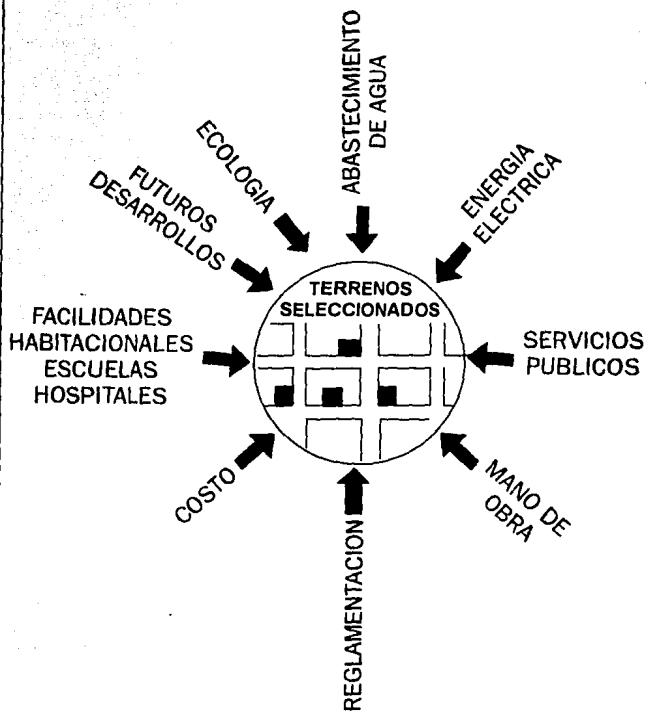 ABASTECIMIENTO
DE AGUA
ENERGIA
ELECTRICA
SERVICIOS
PUBLICOS
MANO DE
OBRA
REGLAMENTACION
COSTO
FACILIDADES
HABITACIONALES
ESCUELAS
HOSPITALES
FUTUROS
DESARROLLOS
ECOLOGIA
TERRENOS
SELECCIONADOS